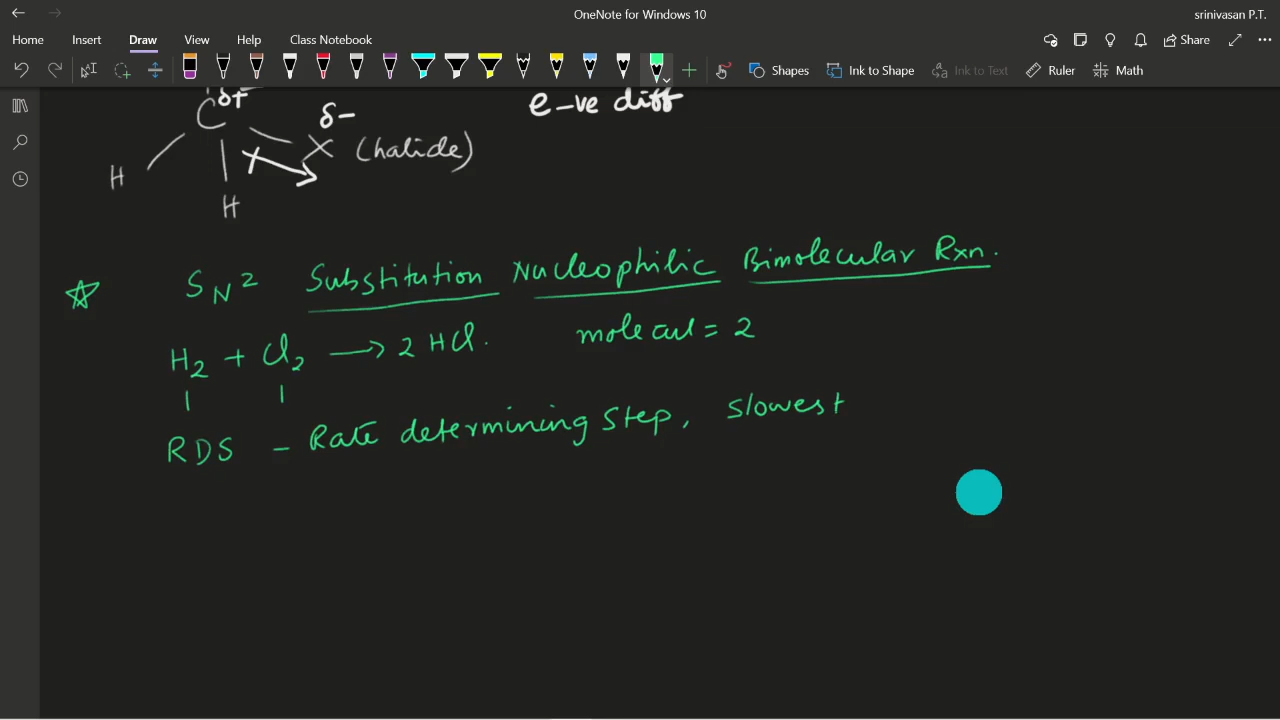 OneNote for Windows 10
srinivasan P.T.
Home Insert Draw View Help Class Notebook
Share
Shapes Ink to Shape Ink to Text Ruler Math
C δ+
δ-
e -ve diff
H X (halide)
H
SN2 Substitution Nucleophilic Bimolecular Rxn.
H2 + Cl2 → 2 HCl. molecul = 2
1 1
RDS - Rate determining Step, slowest